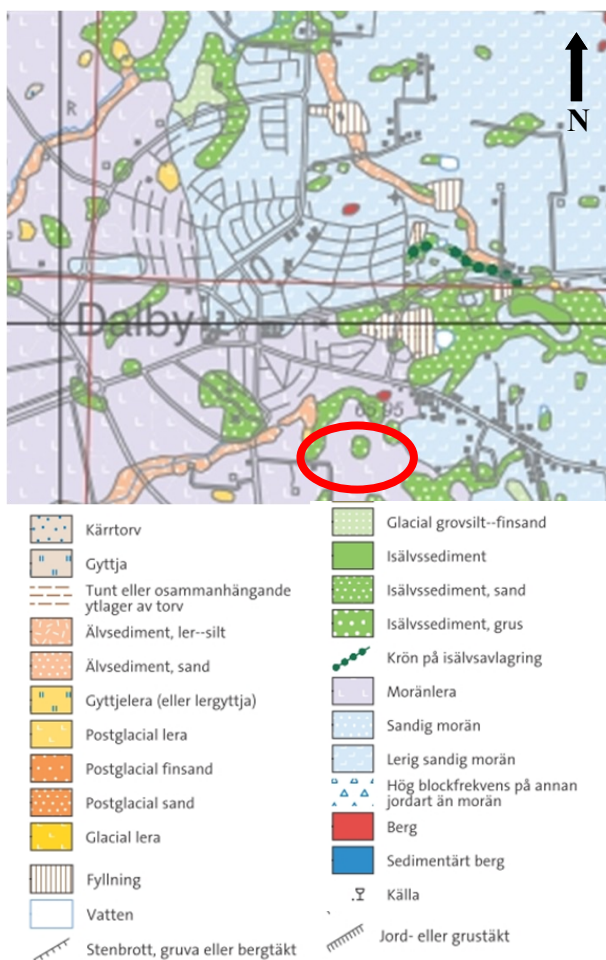 N
R
Dalby
65.95
Kärrtorv
Gyttja
Tunt eller osammanhängande
ytlager av torv
Älvsediment, ler--silt
Älvsediment, sand
Gyttjelera (eller lergyttja)
Postglacial lera
Postglacial finsand
Postglacial sand
Glacial lera
Fyllning
Vatten
Stenbrott, gruva eller bergtäkt
Glacial grovsilt--finsand
Isälvssediment
Isälvssediment, sand
Isälvssediment, grus
Krön på isälvsavlagring
Moränlera
Sandig morän
Lerig sandig morän
Hög blockfrekvens på annan
jordart än morän
Berg
Sedimentärt berg
Källa
Jord- eller grustäkt